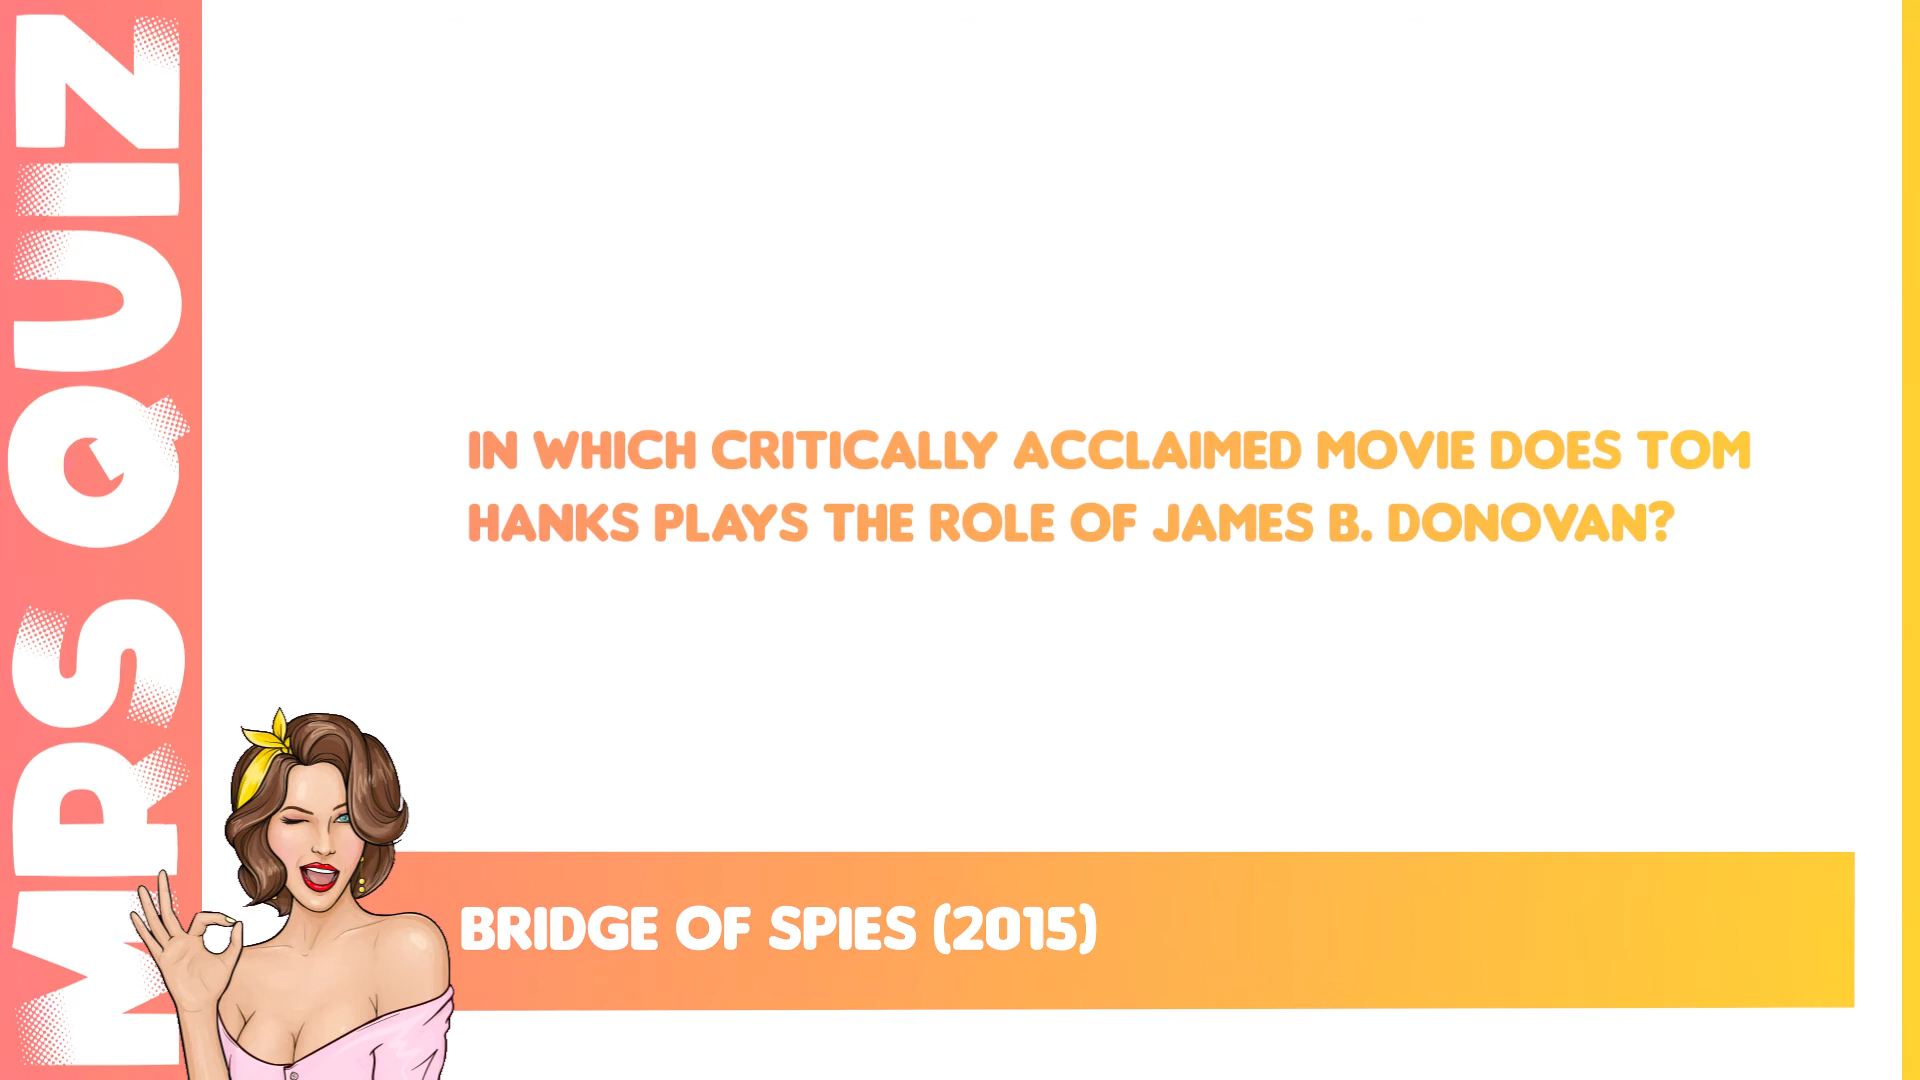 MRS QUIZ
IN WHICH CRITICALLY ACCLAIMED MOVIE DOES TOM
HANKS PLAYS THE ROLE OF JAMES B. DONOVAN?
BRIDGE OF SPIES (2015)